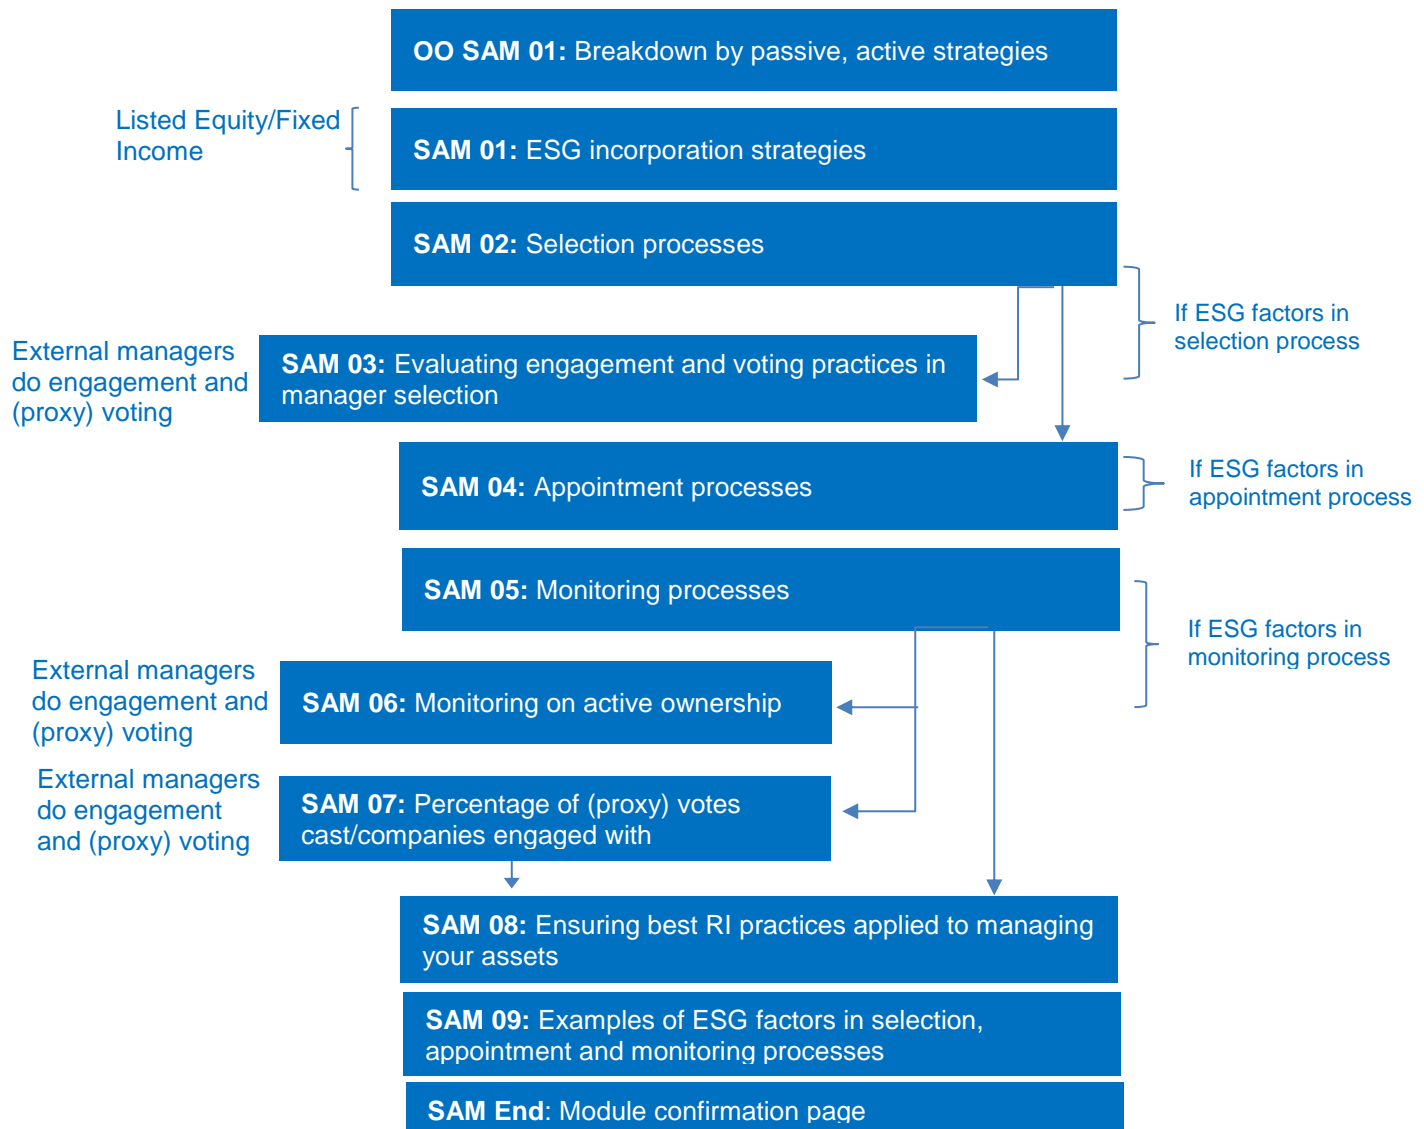 OO SAM 01: Breakdown by passive, active strategies
Listed Equity/Fixed
Income
SAM 01: ESG incorporation strategies
SAM 02: Selection processes
If ESG factors in
selection process
External managers
do engagement and
(proxy) voting
SAM 03: Evaluating engagement and voting practices in
manager selection
SAM 04: Appointment processes
If ESG factors in
appointment process
SAM 05: Monitoring processes
If ESG factors in
monitoring process
External managers
do engagement and
(proxy) voting
SAM 06: Monitoring on active ownership
External managers
do engagement
and (proxy) voting
SAM 07: Percentage of (proxy) votes
cast/companies engaged with
SAM 08: Ensuring best RI practices applied to managing
your assets
SAM 09: Examples of ESG factors in selection,
appointment and monitoring processes
SAM End: Module confirmation page